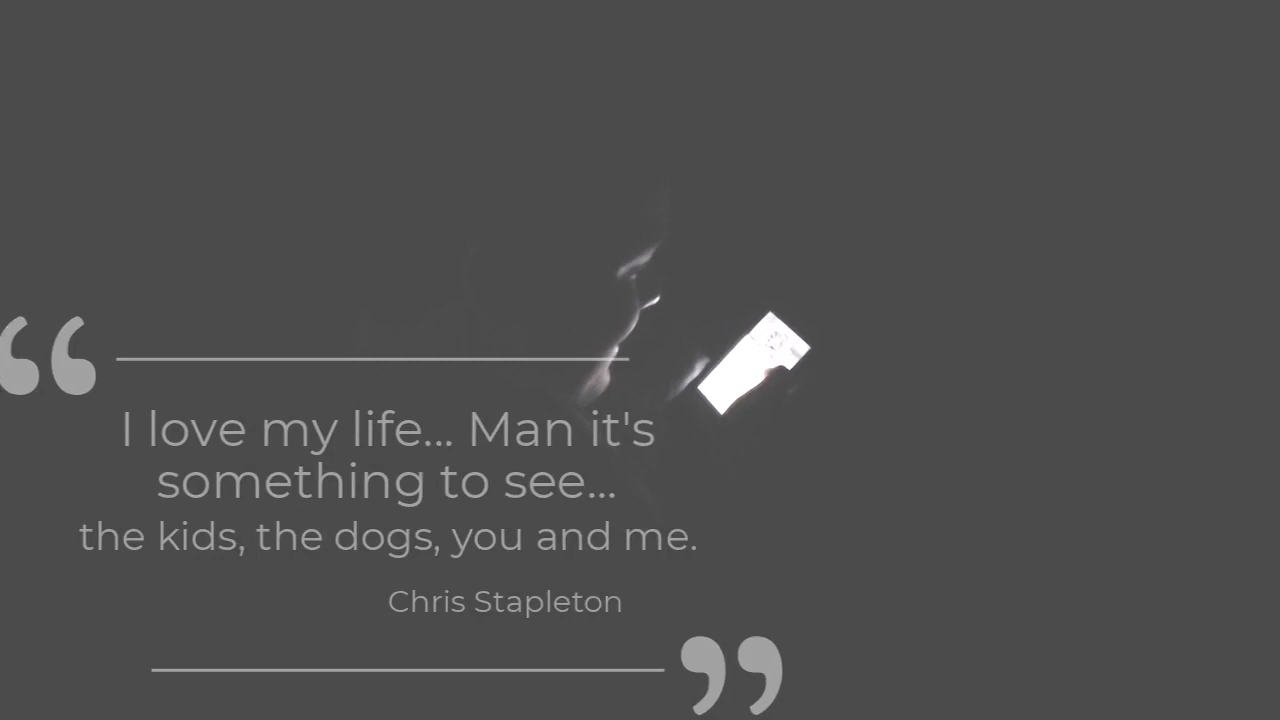 I love my life... Man it's
something to see...
the kids, the dogs, you and me.
Chris Stapleton